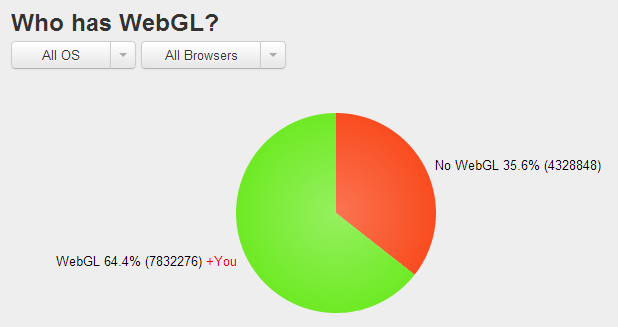 Who has WebGL?
All OS
All Browsers
No WebGL 35.6% (4328848)
WebGL 64.4% (7832276) +You